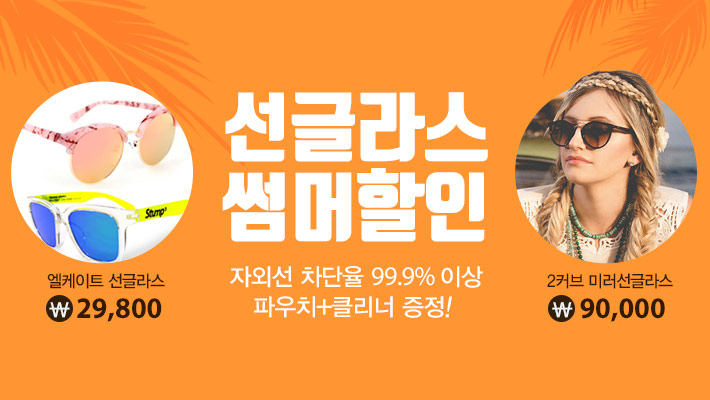 선글라스
썸머할인
자외선 차단율 99.9% 이상
파우치+클리너 증정!
Stump
엘케이트 선글라스
₩ 29,800
2커브 미러선글라스
₩ 90,000